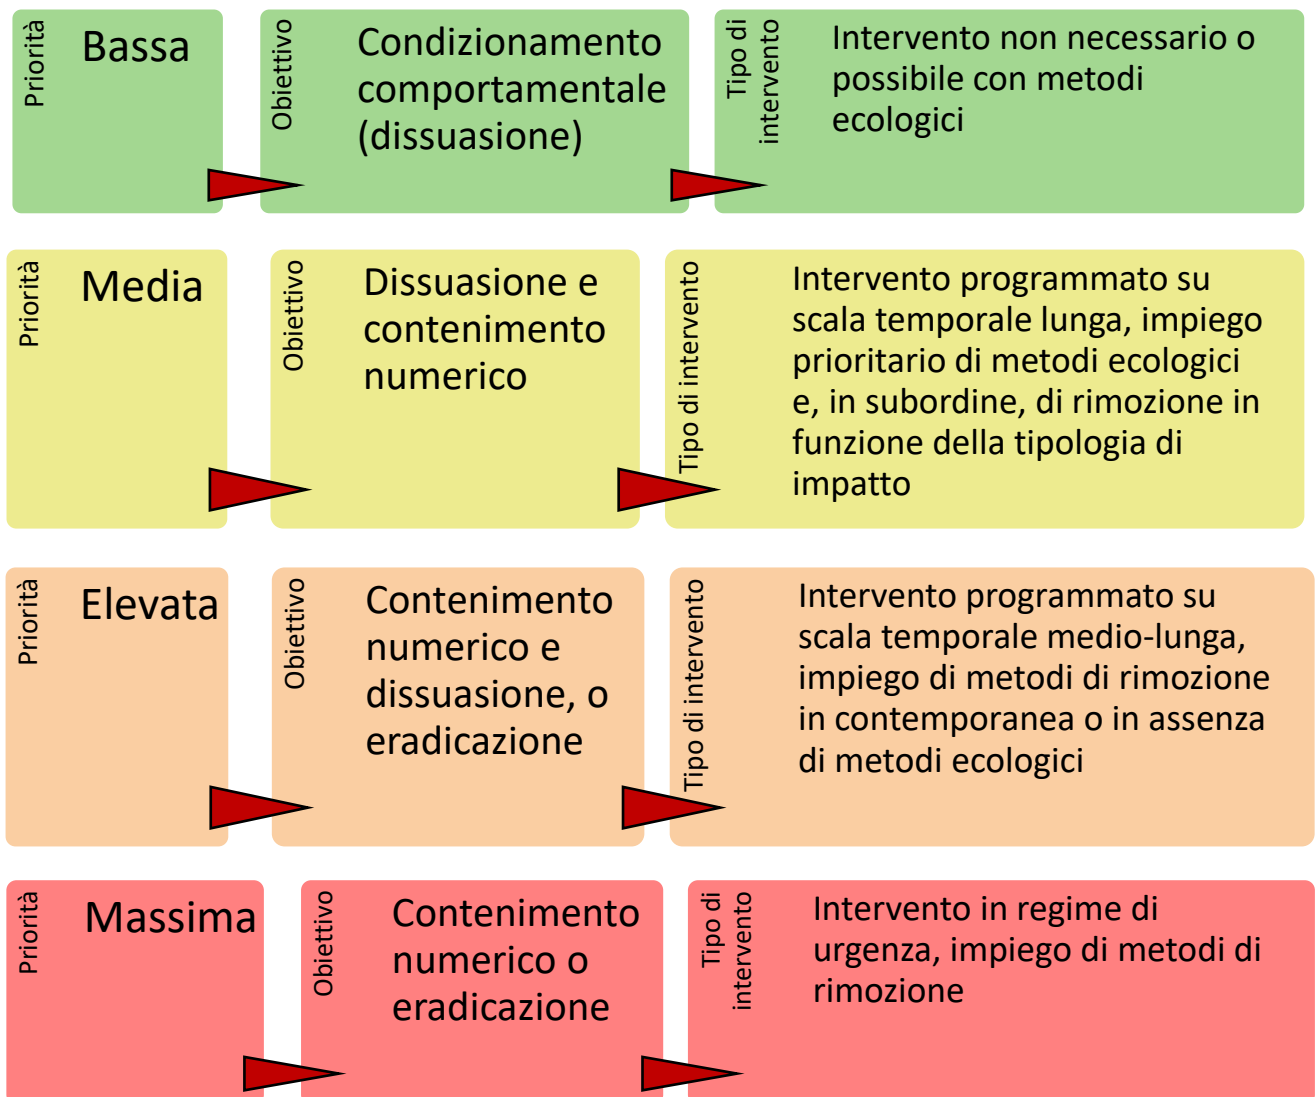 Priorità
Bassa
Obiettivo
Condizionamento
comportamentale
(dissuasione)
Tipo di
intervento
Intervento non necessario o
possibile con metodi
ecologici
Priorità
Media
Obiettivo
Dissuasione e
contenimento
numerico
Tipo di intervento
Intervento programmato su
scala temporale lunga, impiego
prioritario di metodi ecologici
e, in subordine, di rimozione in
funzione della tipologia di
impatto
Priorità
Elevata
Obiettivo
Contenimento
numerico e
dissuasione, o
eradicazione
Tipo di intervento
Intervento programmato su
scala temporale medio-lunga,
impiego di metodi di rimozione
in contemporanea o in assenza
di metodi ecologici
Priorità
Massima
Obiettivo
Contenimento
numerico o
eradicazione
Tipo di
intervento
Intervento in regime di
urgenza, impiego di metodi di
rimozione